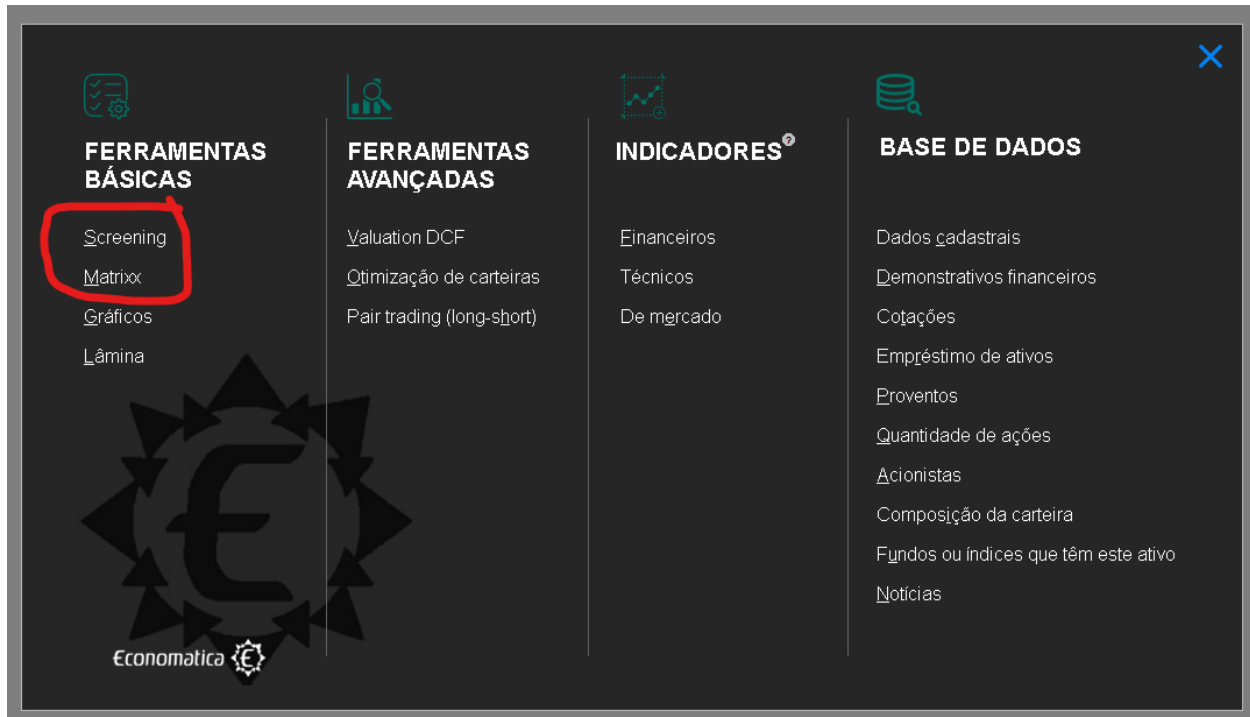 FERRAMENTAS
BÁSICAS
Screening
Matrixx
Gráficos
Lâmina
FERRAMENTAS
AVANÇADAS
Valuation DCF
Otimização de carteiras
Pair trading (long-short)
INDICADORES?
Financeiros
Técnicos
De mercado
BASE DE DADOS
Dados cadastrais
Demonstrativos financeiros
Cotações
Empréstimo de ativos
Proventos
Quantidade de ações
Acionistas
Composição da carteira
Fundos ou índices que têm este ativo
Notícias
Economatica